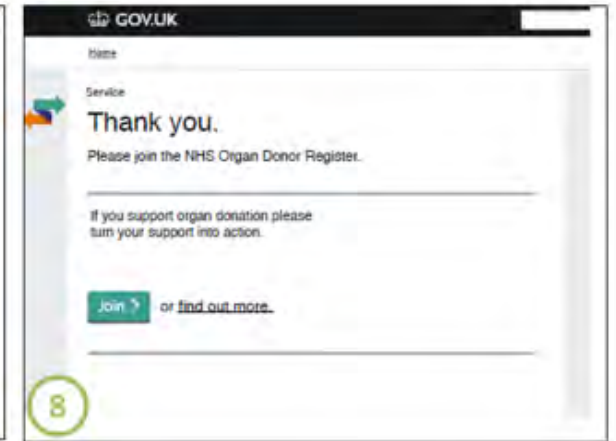 GOV.UK
Home
Service
Thank you.
Please join the NHS Organ Donor Register.
If you support organ donation please
turn your support into action.
Join > or find out more.
8